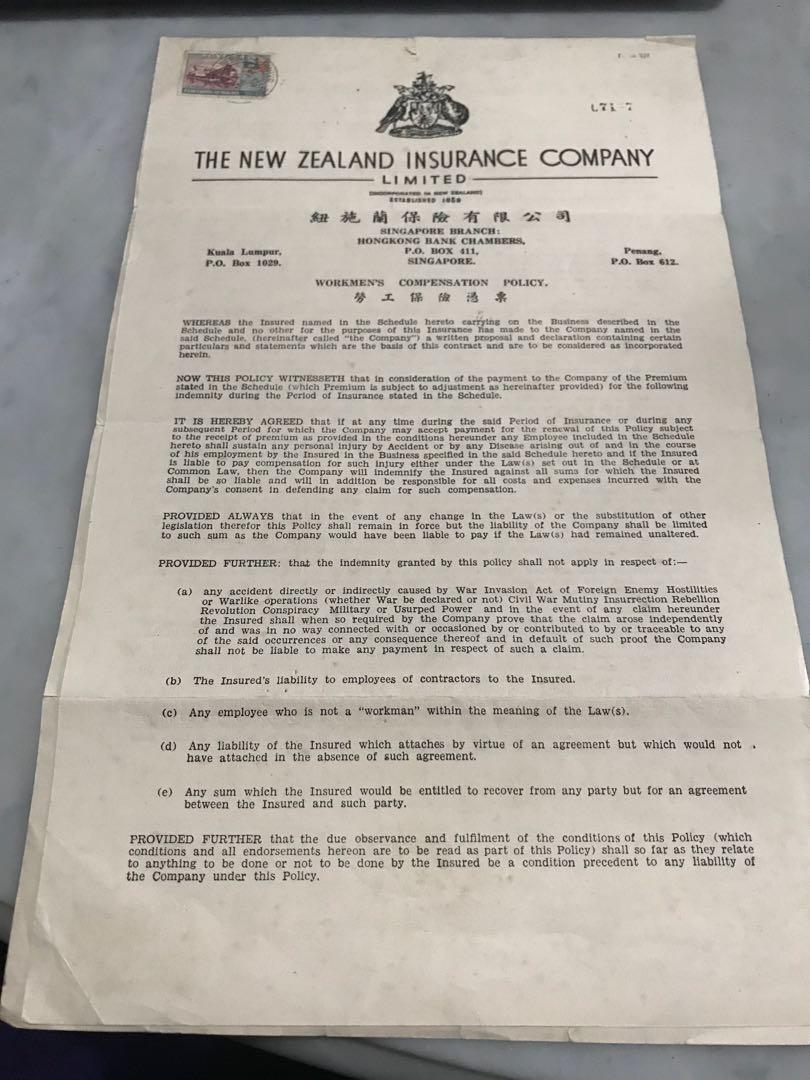 THE NEW ZEALAND INSURANCE COMPANY
LIMITED
(INCORPORATED IN NEW ZEALAND)
ESTABLISHED 1859
紐施蘭保險有限公司
SINGAPORE BRANCH:
HONGKONG BANK CHAMBERS,
Kuala Lumpur, P.O. BOX 411, Penang,
P.O. Box 1029. SINGAPORE. P.O. Box 612.
WORKMEN'S COMPENSATION POLICY.
勞工保險憑票
WHEREAS the Insured named in the Schedule hereto carrying on the Business described in the
Schedule and no other for the purposes of this Insurance has made to the Company named in the
said Schedule, (hereinafter called "the Company") a written proposal and declaration containing certain
particulars and statements which are the basis of this contract and are to be considered as incorporated
herein.
NOW THIS POLICY WITNESSETH that in consideration of the payment to the Company of the Premium
stated in the Schedule (which Premium is subject to adjustment as hereinafter provided) for the following
indemnity during the Period of Insurance stated in the Schedule.
IT IS HEREBY AGREED that if at any time during the said Period of Insurance or during any
subsequent Period for which the Company may accept payment for the renewal of this Policy subject
to the receipt of premium as provided in the conditions hereunder any Employee included in the Schedule
hereto shall sustain any personal injury by Accident or by any Disease arising out of and in the course
of his employment by the Insured in the Business specified in the said Schedule hereto and if the Insured
is liable to pay compensation for such injury either under the Law(s) set out in the Schedule or at
Common Law, then the Company will indemnify the Insured against all sums for which the Insured
shall be so liable and will in addition be responsible for all costs and expenses incurred with the
Company's consent in defending any claim for such compensation.
PROVIDED ALWAYS that in the event of any change in the Law(s) or the substitution of other
legislation therefor this Policy shall remain in force but the liability of the Company shall be limited
to such sum as the Company would have been liable to pay if the Law(s) had remained unaltered.
PROVIDED FURTHER: that the indemnity granted by this policy shall not apply in respect of:—
(a) any accident directly or indirectly caused by War Invasion Act of Foreign Enemy Hostilities
or Warlike operations (whether War be declared or not) Civil War Mutiny Insurrection Rebellion
Revolution Conspiracy Military or Usurped Power and in the event of any claim hereunder
the Insured shall when so required by the Company prove that the claim arose independently
of and was in no way connected with or occasioned by or contributed to by or traceable to any
of the said occurrences or any consequence thereof and in default of such proof the Company
shall not be liable to make any payment in respect of such a claim.
(b) The Insured's liability to employees of contractors to the Insured.
(c) Any employee who is not a "workman" within the meaning of the Law(s).
(d) Any liability of the Insured which attaches by virtue of an agreement but which would not
have attached in the absence of such agreement.
(e) Any sum which the Insured would be entitled to recover from any party but for an agreement
between the Insured and such party.
PROVIDED FURTHER that the due observance and fulfilment of the conditions of this Policy (which
conditions and all endorsements hereon are to be read as part of this Policy) shall so far as they relate
to anything to be done or not to be done by the Insured be a condition precedent to any liability of
the Company under this Policy.